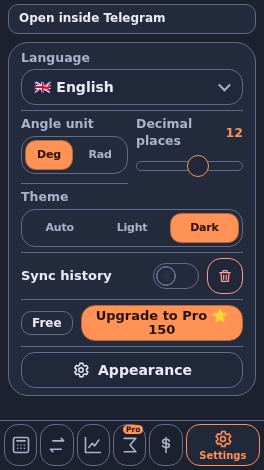 Open inside Telegram
Language
🇬🇧 English
Angle unit
Decimal
places
12
Deg
Rad
Theme
Auto
Light
Dark
Sync history
Free
Upgrade to Pro ⭐
150
Appearance
Pro
Σ
$
Settings